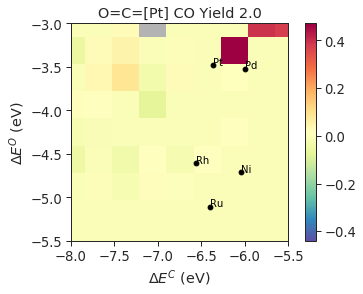 O=C=[Pt] CO Yield 2.0
ΔE^O (eV)
−3.0
−3.5
−4.0
−4.5
−5.0
−5.5
Pt
Pd
Rh
Ni
Ru
−8.0 −7.5 −7.0 −6.5 −6.0 −5.5
ΔE^C (eV)
0.4
0.2
0.0
−0.2
−0.4